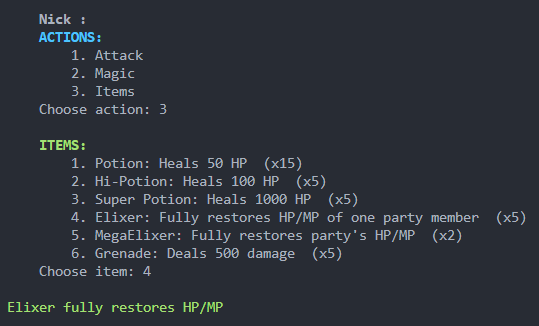 Nick :
ACTIONS:
1. Attack
2. Magic
3. Items
Choose action: 3
ITEMS:
1. Potion: Heals 50 HP (x15)
2. Hi-Potion: Heals 100 HP (x5)
3. Super Potion: Heals 1000 HP (x5)
4. Elixer: Fully restores HP/MP of one party member (x5)
5. MegaElixer: Fully restores party's HP/MP (x2)
6. Grenade: Deals 500 damage (x5)
Choose item: 4
Elixer fully restores HP/MP